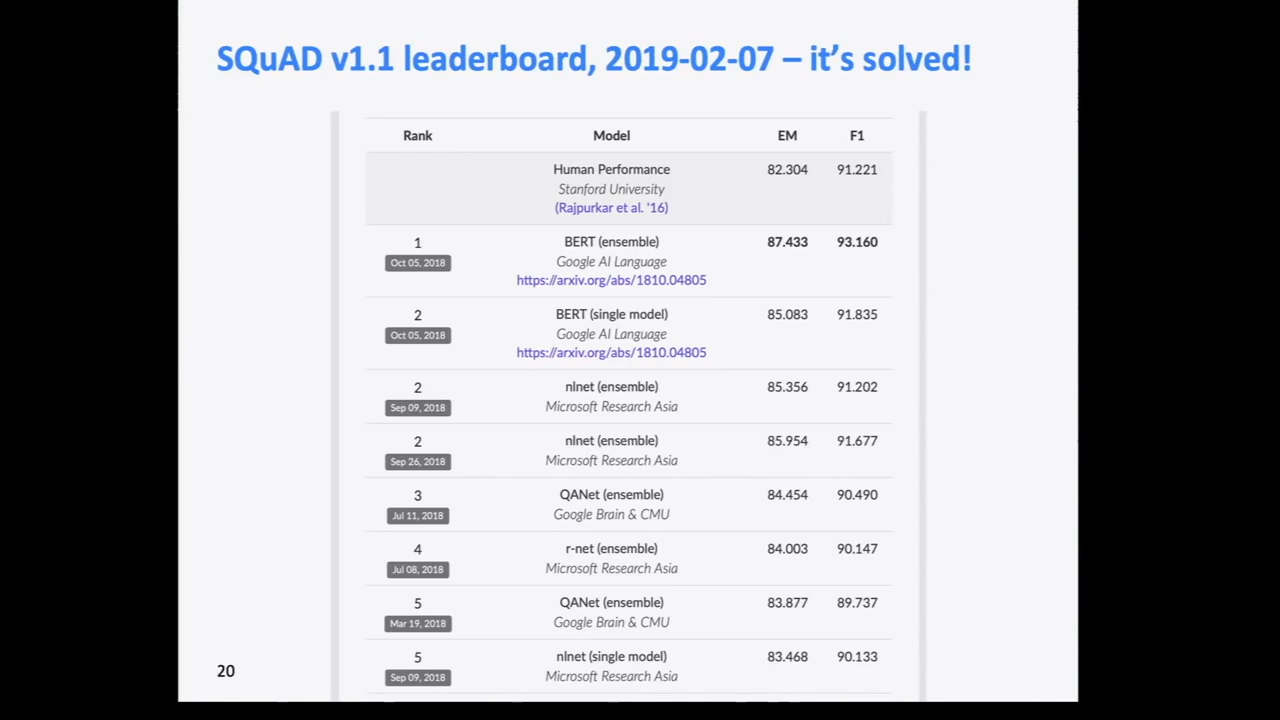 SQuAD v1.1 leaderboard, 2019-02-07 – it's solved!
Rank Model EM F1
Human Performance 82.304 91.221
Stanford University
(Rajpurkar et al. '16)
1 BERT (ensemble) 87.433 93.160
Oct 05, 2018 Google AI Language
https://arxiv.org/abs/1810.04805
2 BERT (single model) 85.083 91.835
Oct 05, 2018 Google AI Language
https://arxiv.org/abs/1810.04805
2 nlnet (ensemble) 85.356 91.202
Sep 09, 2018 Microsoft Research Asia
2 nlnet (ensemble) 85.954 91.677
Sep 26, 2018 Microsoft Research Asia
3 QANet (ensemble) 84.454 90.490
Jul 11, 2018 Google Brain & CMU
4 r-net (ensemble) 84.003 90.147
Jul 08, 2018 Microsoft Research Asia
5 QANet (ensemble) 83.877 89.737
Mar 19, 2018 Google Brain & CMU
5 nlnet (single model) 83.468 90.133
Sep 09, 2018 Microsoft Research Asia
20